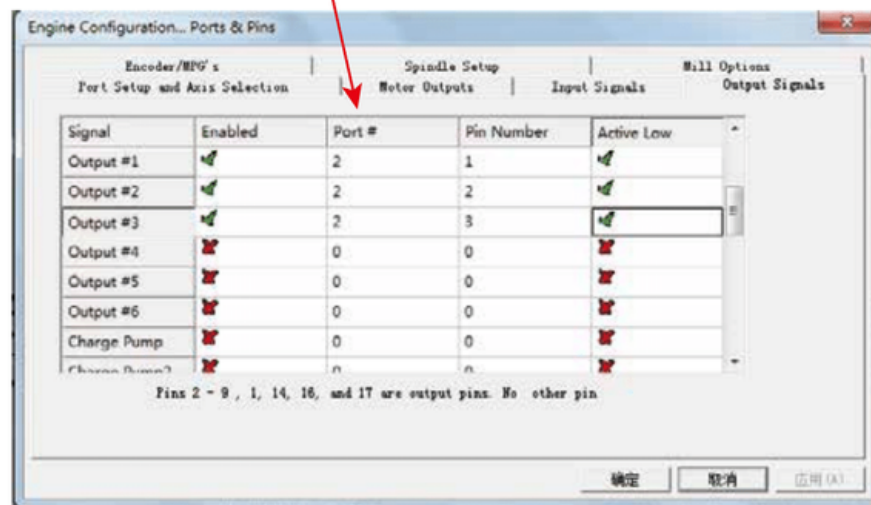 Engine Configuration... Ports & Pins
Encoder/MPG's Spindle Setup Mill Options
Port Setup and Axis Selection Motor Outputs Input Signals Output Signals
Signal Enabled Port # Pin Number Active Low
Output #1 2 1
Output #2 2 2
Output #3 2 3
Output #4 0 0
Output #5 0 0
Output #6 0 0
Charge Pump 0 0
Charge Pump2 0 0
Pins 2 - 9 , 1, 14, 16, and 17 are output pins. No other pin
确定 取消 应用(A)